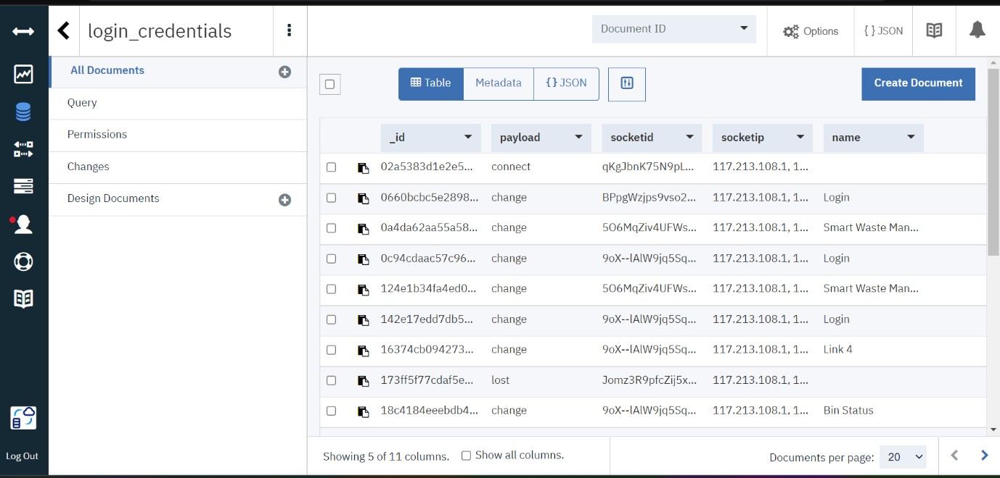 login_credentials
Document ID
Options
{ } JSON
All Documents
Query
Permissions
Changes
Design Documents
Log Out
Table
Metadata
{ } JSON
Create Document
_id payload socketid socketip name
02a5383d1e2e5... connect qKgJbnK75N9pL... 117.213.108.1, 1...
0660bcbc5e2898... change BPpgWzjps9vso2... 117.213.108.1, 1... Login
0a4da62aa55a58... change 5O6MqZiv4UFWs... 117.213.108.1, 1... Smart Waste Man...
0c94cdaac57c96... change 9oX--lAlW9jq5Sq... 117.213.108.1, 1... Login
124e1b34fa4ed0... change 5O6MqZiv4UFWs... 117.213.108.1, 1... Smart Waste Man...
142e17edd7db5... change 9oX--lAlW9jq5Sq... 117.213.108.1, 1... Login
16374cb094273... change 9oX--lAlW9jq5Sq... 117.213.108.1, 1... Link 4
173ff5f77cdaf5e... lost Jomz3R9pfcZij5x... 117.213.108.1, 1...
18c4184eeebdb4... change 9oX--lAlW9jq5Sq... 117.213.108.1, 1... Bin Status
Showing 5 of 11 columns. Show all columns.
Documents per page: 20